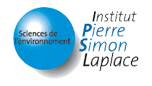 Sciences de
l'environnement
Institut
Pierre
Simon
Laplace